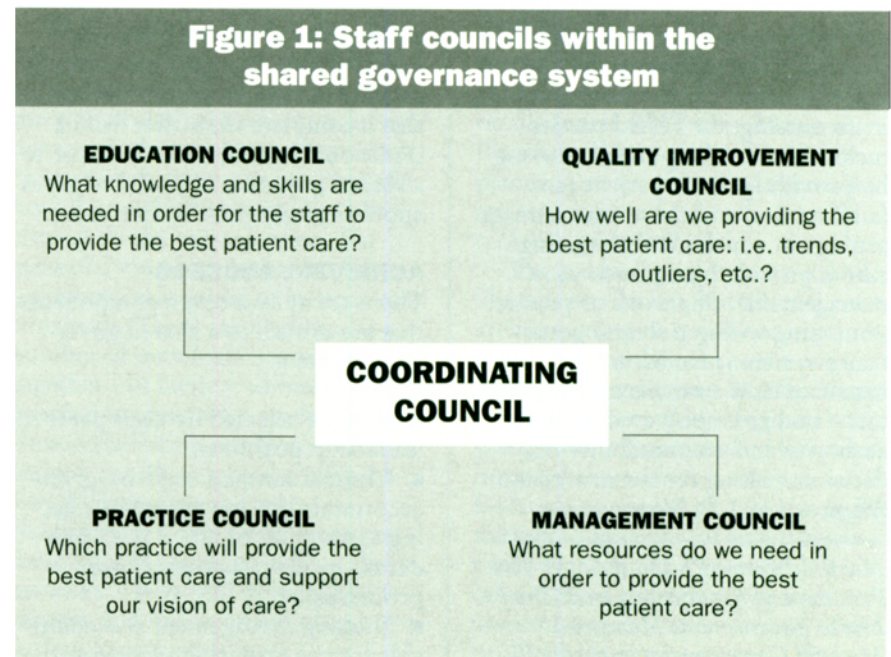 Figure 1: Staff councils within the
shared governance system
EDUCATION COUNCIL
What knowledge and skills are
needed in order for the staff to
provide the best patient care?
QUALITY IMPROVEMENT
COUNCIL
How well are we providing the
best patient care: i.e. trends,
outliers, etc.?
COORDINATING
COUNCIL
PRACTICE COUNCIL
Which practice will provide the
best patient care and support
our vision of care?
MANAGEMENT COUNCIL
What resources do we need in
order to provide the best
patient care?